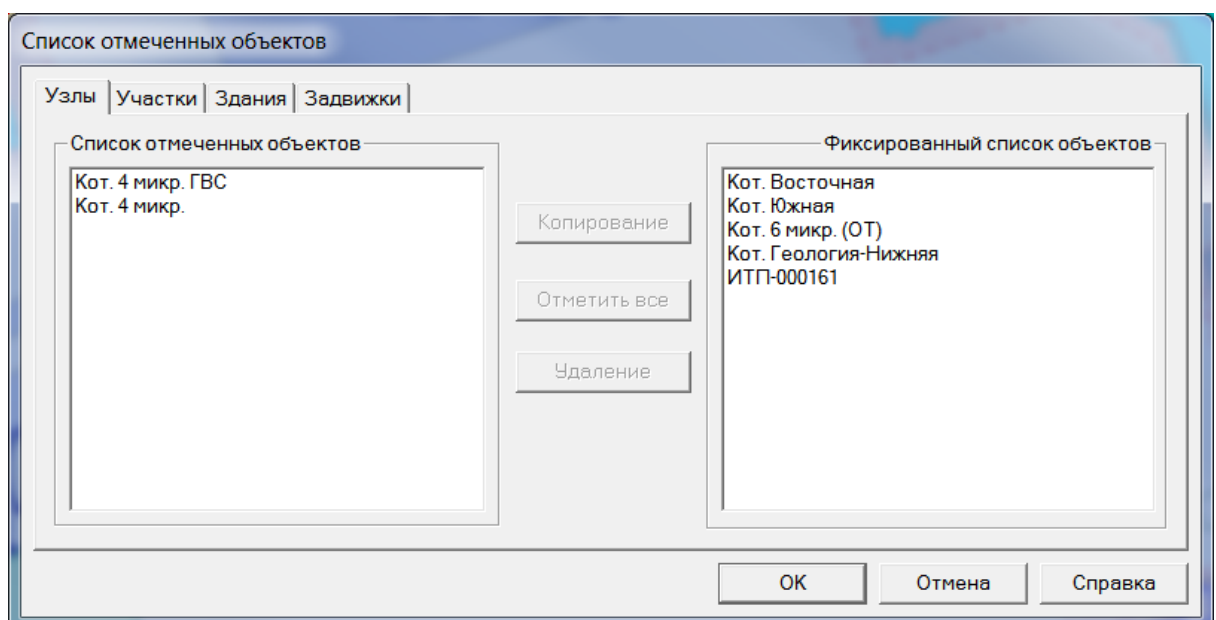 Список отмеченных объектов
Узлы Участки Здания Задвижки
Список отмеченных объектов
Кот. 4 микр. ГВС
Кот. 4 микр.
Копирование
Отметить все
Удаление
Фиксированный список объектов
Кот. Восточная
Кот. Южная
Кот. 6 микр. (ОТ)
Кот. Геология-Нижняя
ИТП-000161
OK Отмена Справка